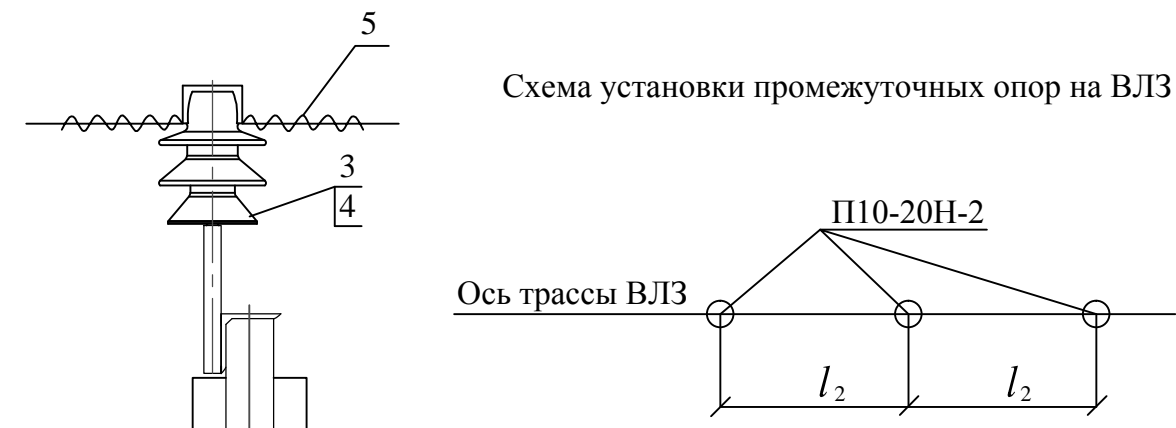 5
Схема установки промежуточных опор на ВЛЗ
3
4
П10-20Н-2
Ось трассы ВЛЗ
l₂
l₂